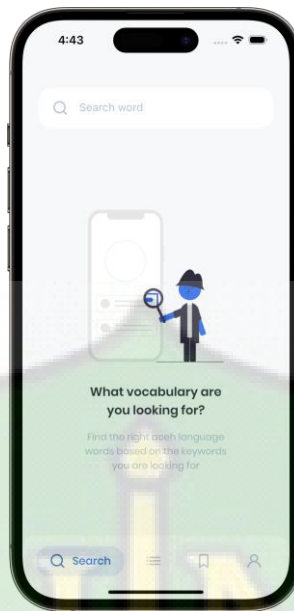 4:43
Search word
What vocabulary are
you looking for?
Find the right aceh language
words based on the keywords
you are looking for
Search